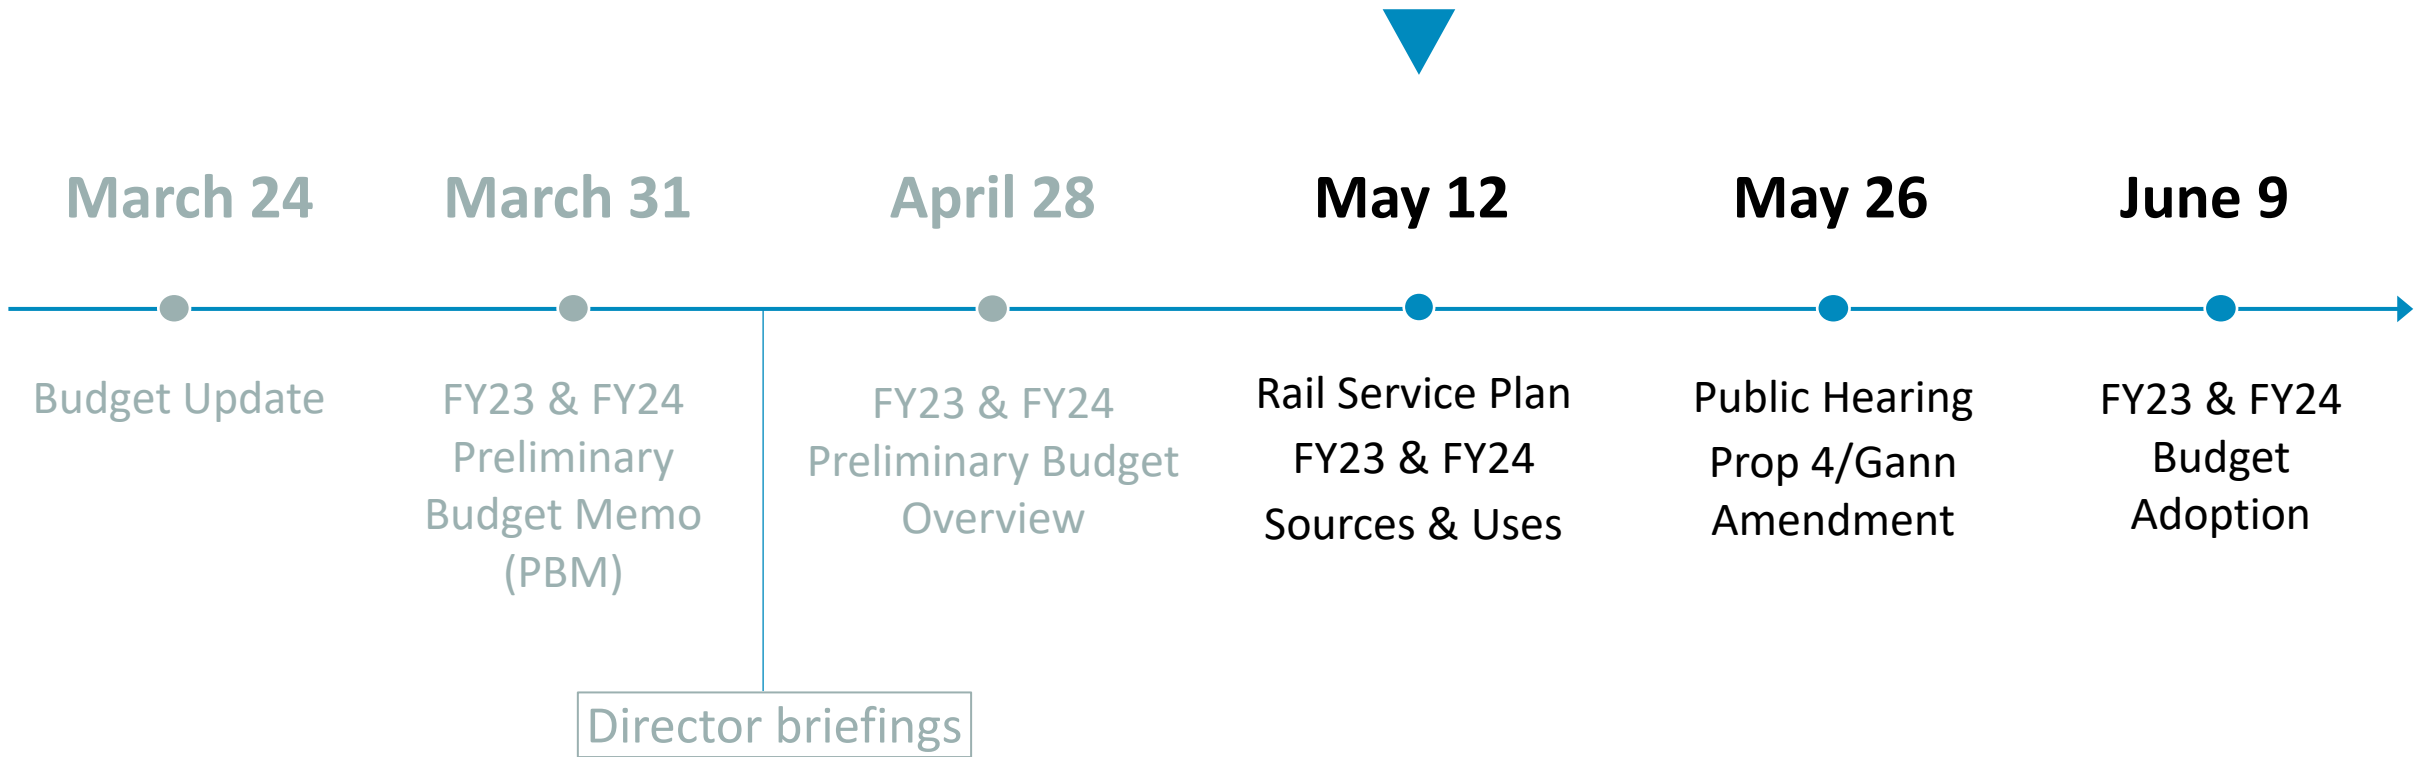 March 24
March 31
April 28
May 12
May 26
June 9
Budget Update
FY23 & FY24
Preliminary
Budget Memo
(PBM)
FY23 & FY24
Preliminary Budget
Overview
Rail Service Plan
FY23 & FY24
Sources & Uses
Public Hearing
Prop 4/Gann
Amendment
FY23 & FY24
Budget
Adoption
Director briefings